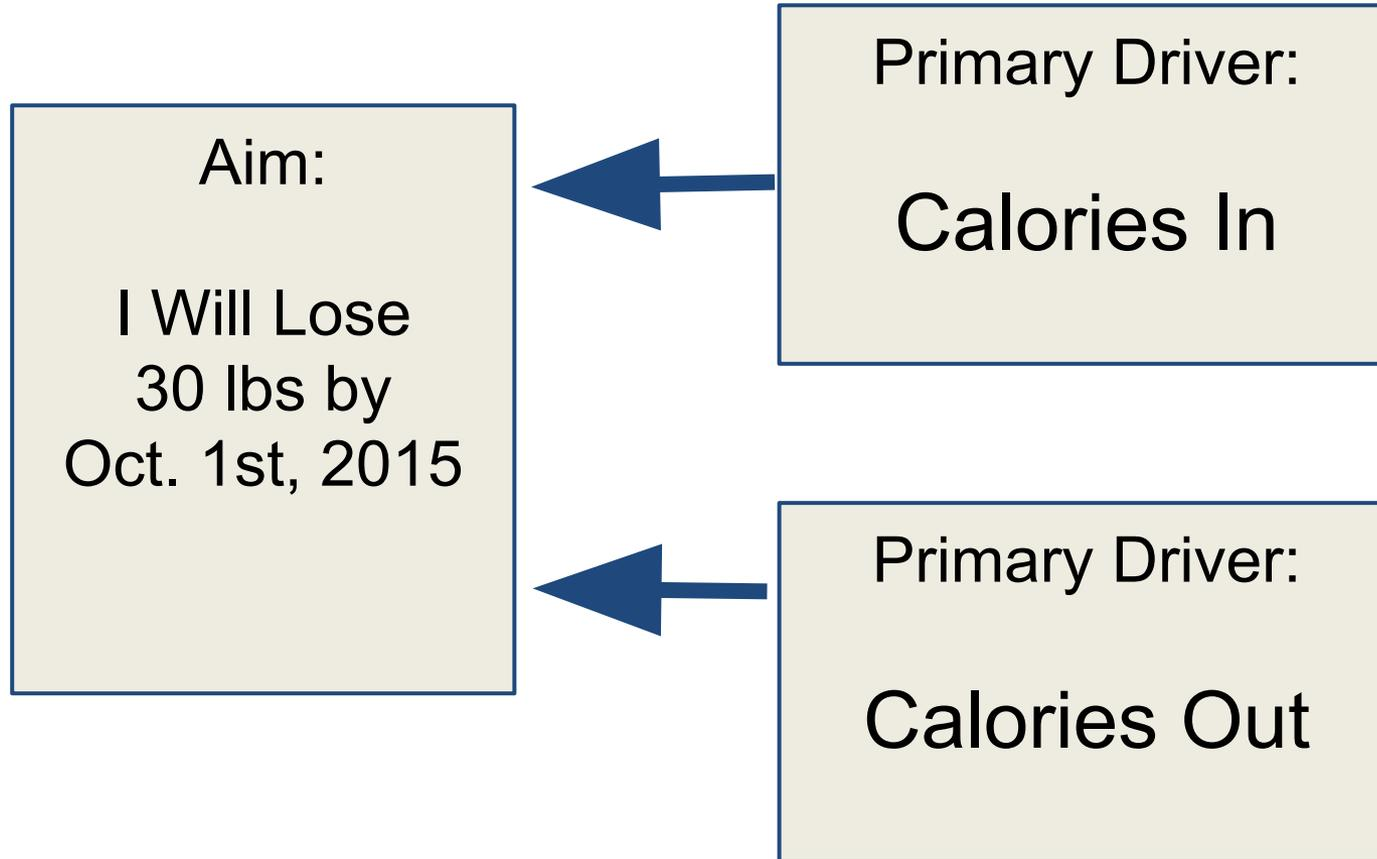 Aim:
I Will Lose
30 lbs by
Oct. 1st, 2015
Primary Driver:
Calories In
Primary Driver:
Calories Out